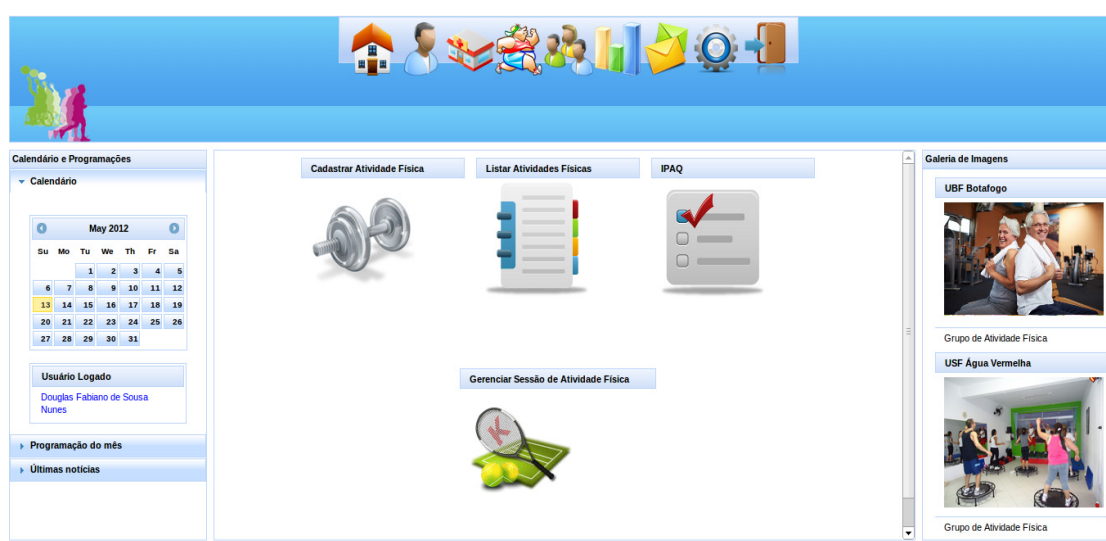 Calendário e Programações
Calendário
May 2012
Su Mo Tu We Th Fr Sa
1 2 3 4 5
6 7 8 9 10 11 12
13 14 15 16 17 18 19
20 21 22 23 24 25 26
27 28 29 30 31
Usuário Logado
Douglas Fabiano de Sousa
Nunes
Programação do mês
Últimas notícias
Cadastrar Atividade Física
Listar Atividades Físicas
IPAQ
Gerenciar Sessão de Atividade Física
K
Galeria de Imagens
UBF Botafogo
Grupo de Atividade Física
USF Água Vermelha
Grupo de Atividade Física